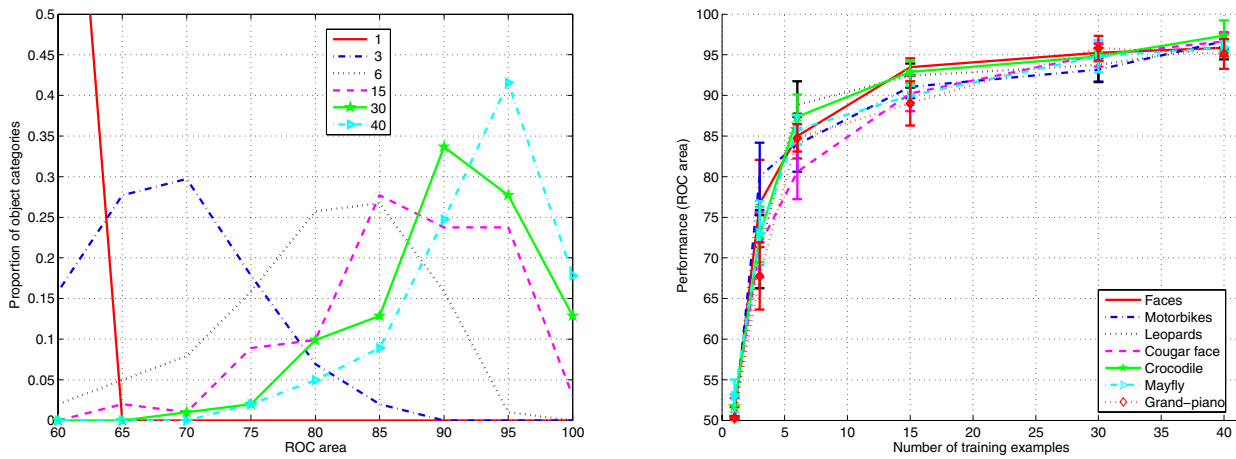 0.5
0.45
0.4
0.35
0.3
0.25
0.2
0.15
0.1
0.05
0
60 65 70 75 80 85 90 95 100
ROC area
Proportion of object categories
1
3
6
15
30
40
100
95
90
85
80
75
70
65
60
55
50
0 5 10 15 20 25 30 35 40
Number of training examples
Performance (ROC area)
Faces
Motorbikes
Leopards
Cougar face
Crocodile
Mayfly
Grand−piano